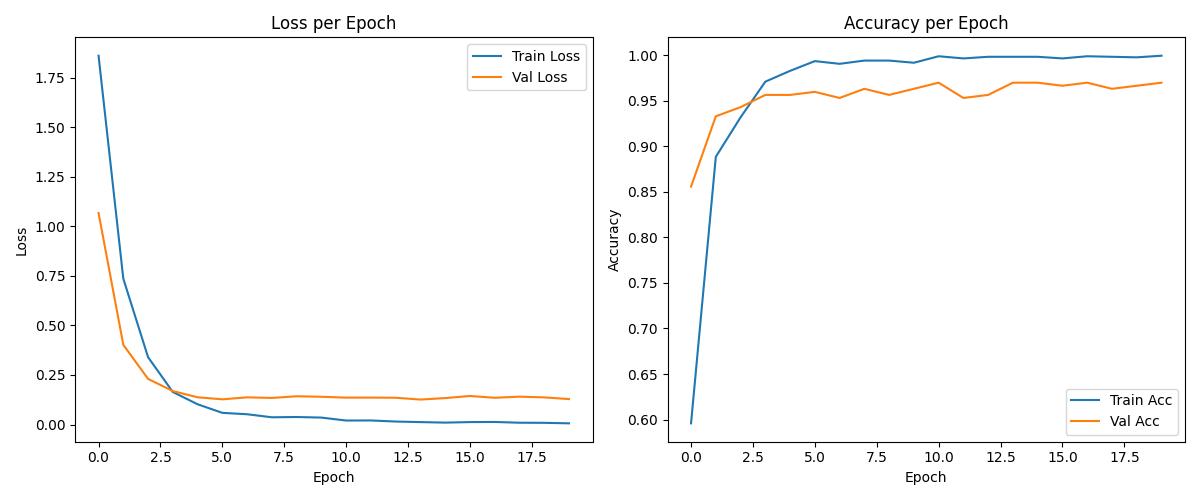 Loss per Epoch
Train Loss
Val Loss
1.75
1.50
1.25
1.00
0.75
0.50
0.25
0.00
Loss
0.0 2.5 5.0 7.5 10.0 12.5 15.0 17.5
Epoch
Accuracy per Epoch
1.00
0.95
0.90
0.85
0.80
0.75
0.70
0.65
0.60
Accuracy
Train Acc
Val Acc
0.0 2.5 5.0 7.5 10.0 12.5 15.0 17.5
Epoch